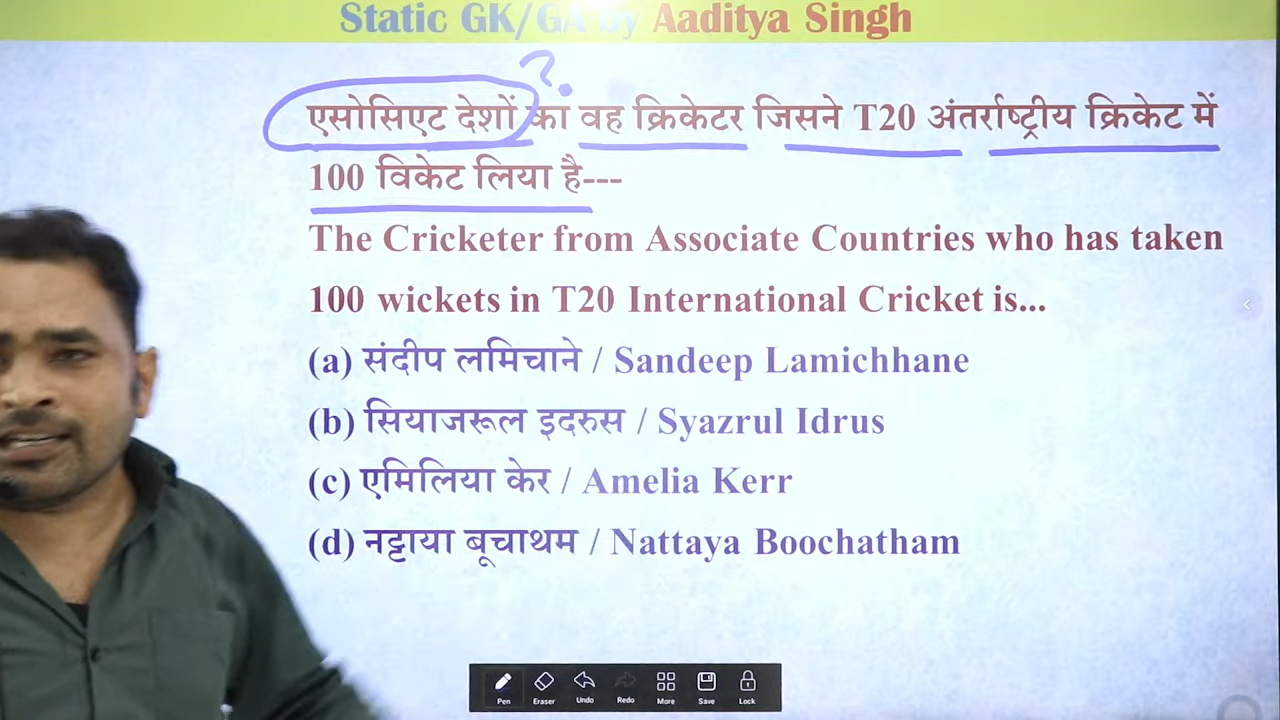 Static GK/GA by Aaditya Singh
?
एसोसिएट देशों का वह क्रिकेटर जिसने T20 अंतर्राष्ट्रीय क्रिकेट में
100 विकेट लिया है---
The Cricketer from Associate Countries who has taken
100 wickets in T20 International Cricket is...
(a) संदीप लमिचाने / Sandeep Lamichhane
(b) सियाजरूल इदरुस / Syazrul Idrus
(c) एमिलिया केर / Amelia Kerr
(d) नट्टाया बूचाथम / Nattaya Boochatham
Pen Eraser Undo Redo More Save Lock